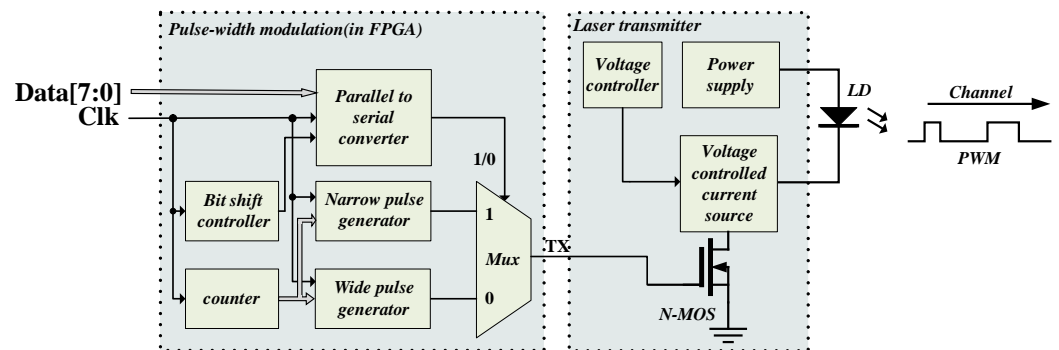 Pulse-width modulation(in FPGA)
Data[7:0]
Clk
Parallel to
serial
converter
1/0
Bit shift
controller
Narrow pulse
generator
counter
Wide pulse
generator
1
Mux
0
TX
Laser transmitter
Voltage
controller
Power
supply
LD
Voltage
controlled
current
source
N-MOS
Channel
PWM